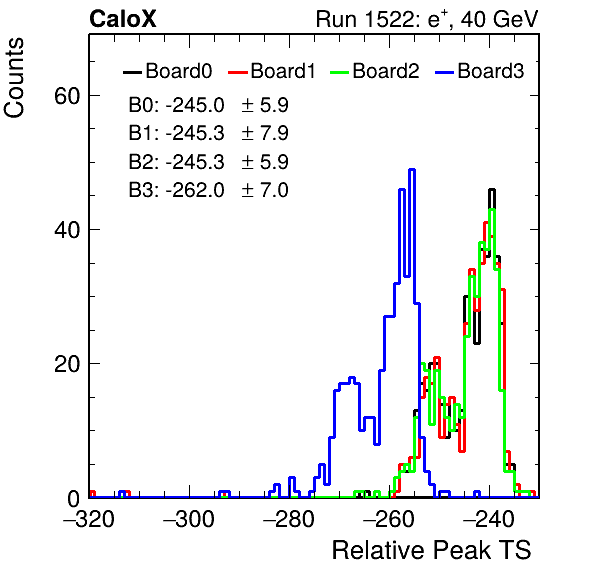 CaloX Run 1522: e⁺, 40 GeV
Counts
Board0 Board1 Board2 Board3
B0: -245.0 ± 5.9
B1: -245.3 ± 7.9
B2: -245.3 ± 5.9
B3: -262.0 ± 7.0
60
40
20
0
−320 −300 −280 −260 −240
Relative Peak TS